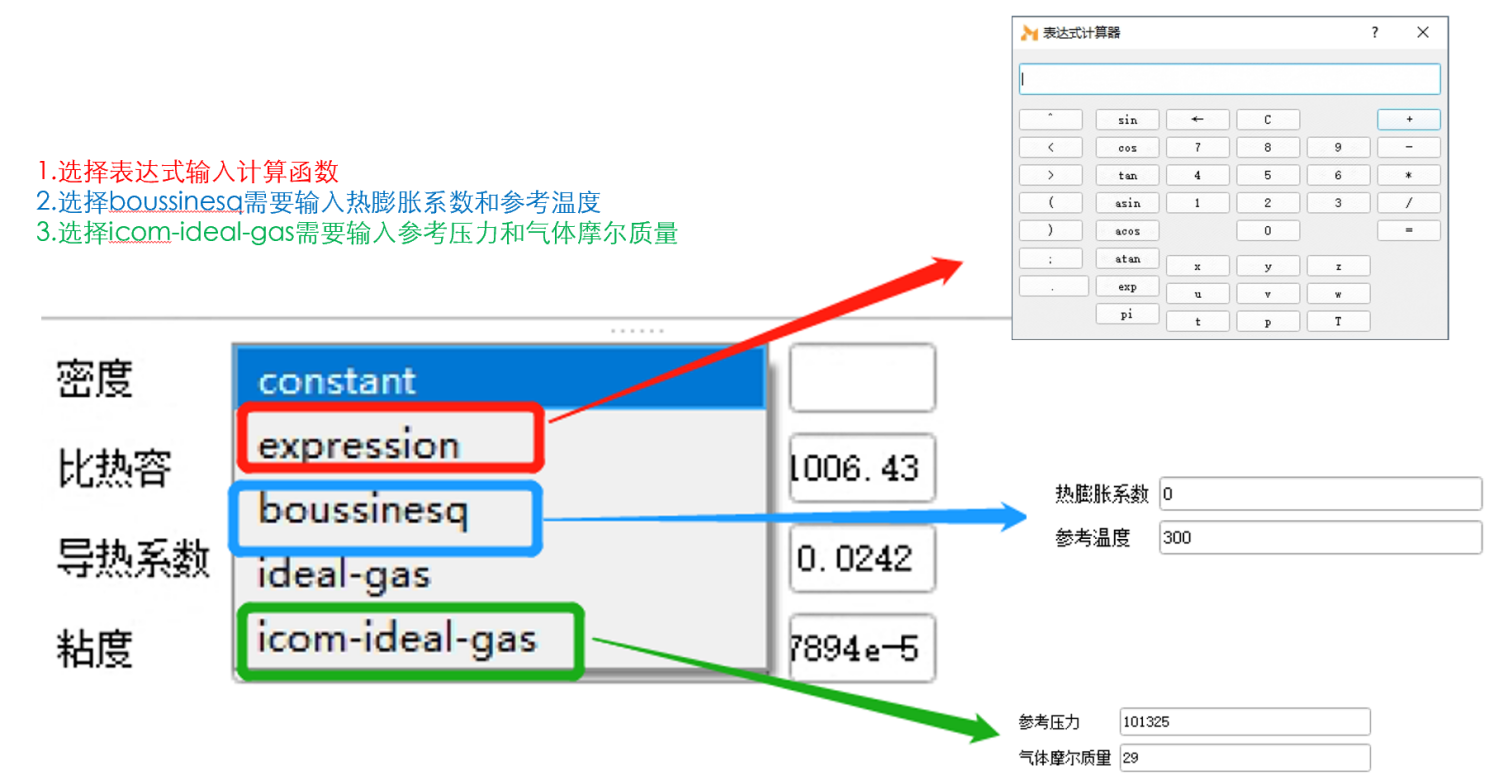 表达式计算器
?
^ sin ← C +
< cos 7 8 9 -
> tan 4 5 6 *
( asin 1 2 3 /
) acos 0 =
; atan x y z
. exp u v w
pi t p T
1.选择表达式输入计算函数
2.选择boussinesq需要输入热膨胀系数和参考温度
3.选择icom-ideal-gas需要输入参考压力和气体摩尔质量
密度
constant
expression
比热容
1006.43
boussinesq
热膨胀系数 0
参考温度 300
导热系数
ideal-gas
0.0242
icom-ideal-gas
粘度
7894e-5
参考压力 101325
气体摩尔质量 29